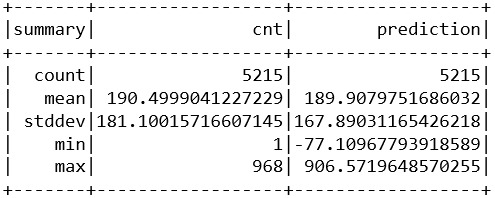 +-------+------------------+------------------+
|summary|               cnt|        prediction|
+-------+------------------+------------------+
|  count|              5215|              5215|
|   mean| 190.4999041227229| 189.9079751686032|
| stddev|181.10015716607145|167.89031165426218|
|    min|                 1|-77.10967793918589|
|    max|               968| 906.5719648570255|
+-------+------------------+------------------+